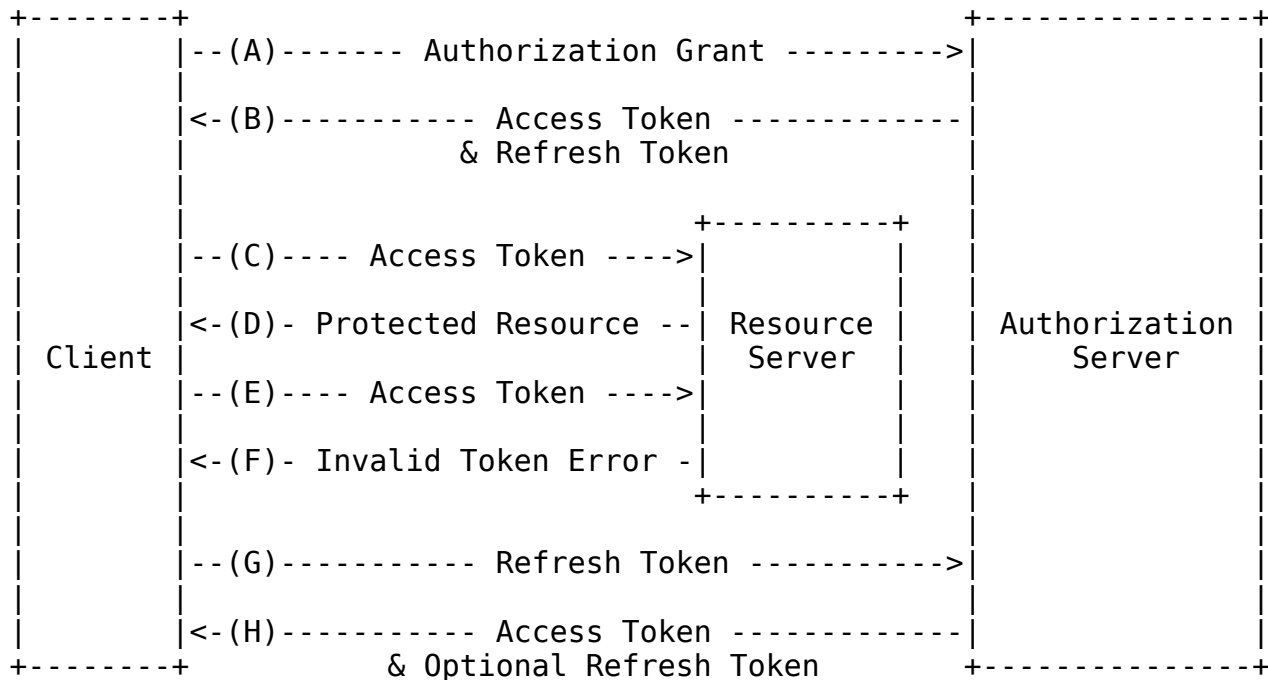 --(A)------- Authorization Grant --------->
<-(B)----------- Access Token -------------
& Refresh Token
--(C)---- Access Token ---->
<-(D)- Protected Resource --| Resource | | Authorization
Client | Server | Server
--(E)---- Access Token ---->
<-(F)- Invalid Token Error -
--(G)----------- Refresh Token ----------->
<-(H)----------- Access Token -------------
& Optional Refresh Token